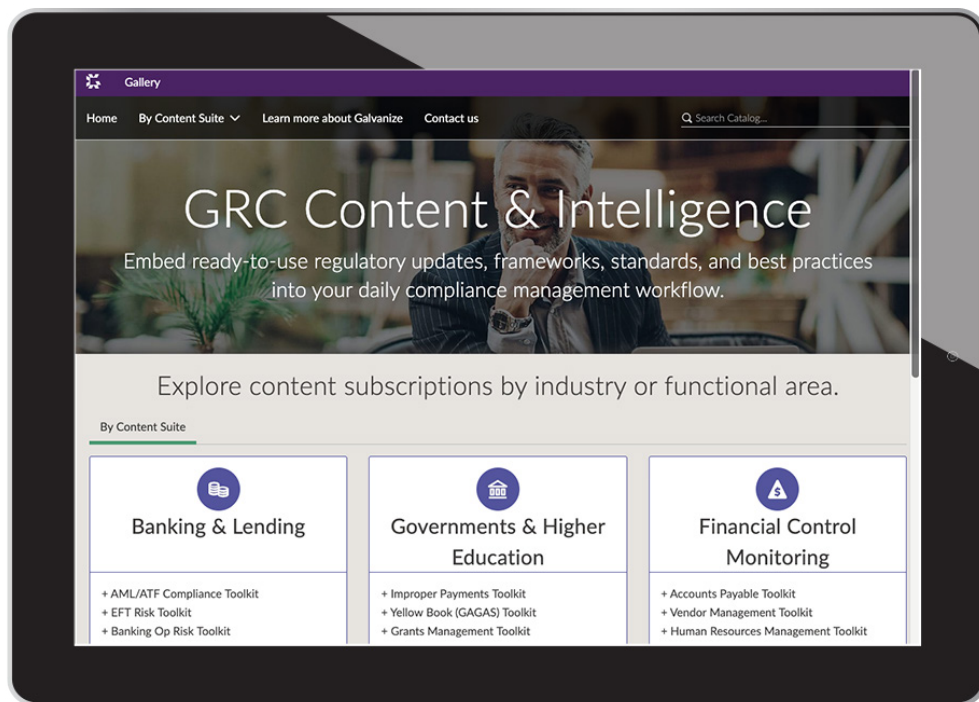 Gallery
Home By Content Suite Learn more about Galvanize Contact us Search Catalog...
GRC Content & Intelligence
Embed ready-to-use regulatory updates, frameworks, standards, and best practices
into your daily compliance management workflow.
Explore content subscriptions by industry or functional area.
By Content Suite
Banking & Lending
+ AML/ATF Compliance Toolkit
+ EFT Risk Toolkit
+ Banking Op Risk Toolkit
Governments & Higher
Education
+ Improper Payments Toolkit
+ Yellow Book (GAGAS) Toolkit
+ Grants Management Toolkit
Financial Control
Monitoring
+ Accounts Payable Toolkit
+ Vendor Management Toolkit
+ Human Resources Management Toolkit